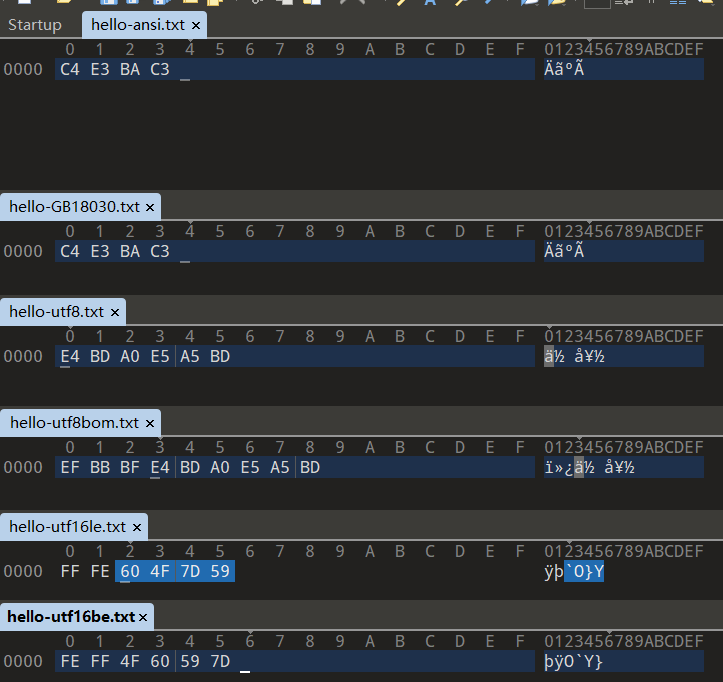 Startup hello-ansi.txt ×
0 1 2 3 4 5 6 7 8 9 A B C D E F 0123456789ABCDEF
0000 C4 E3 BA C3 ÄãºÃ
hello-GB18030.txt ×
0 1 2 3 4 5 6 7 8 9 A B C D E F 0123456789ABCDEF
0000 C4 E3 BA C3 ÄãºÃ
hello-utf8.txt ×
0 1 2 3 4 5 6 7 8 9 A B C D E F 0123456789ABCDEF
0000 E4 BD A0 E5 A5 BD ä½ å¥½
hello-utf8bom.txt ×
0 1 2 3 4 5 6 7 8 9 A B C D E F 0123456789ABCDEF
0000 EF BB BF E4 BD A0 E5 A5 BD ï»¿ä½ å¥½
hello-utf16le.txt ×
0 1 2 3 4 5 6 7 8 9 A B C D E F 0123456789ABCDEF
0000 FF FE 60 4F 7D 59 ÿþ`O}Y
hello-utf16be.txt ×
0 1 2 3 4 5 6 7 8 9 A B C D E F 0123456789ABCDEF
0000 FE FF 4F 60 59 7D þÿO`Y}